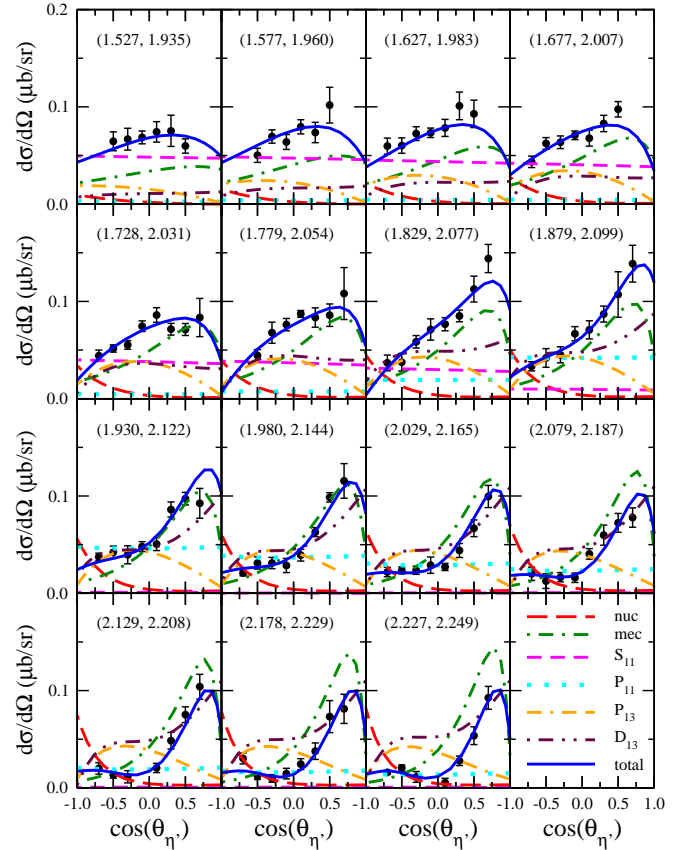 0.2
(1.527, 1.935) (1.577, 1.960) (1.627, 1.983) (1.677, 2.007)
dσ/dΩ (μb/sr)
0.1
0.0
(1.728, 2.031) (1.779, 2.054) (1.829, 2.077) (1.879, 2.099)
dσ/dΩ (μb/sr)
0.1
0.0
(1.930, 2.122) (1.980, 2.144) (2.029, 2.165) (2.079, 2.187)
dσ/dΩ (μb/sr)
0.1
0.0
(2.129, 2.208) (2.178, 2.229) (2.227, 2.249)
dσ/dΩ (μb/sr)
0.1
0.0
nuc
mec
S₁₁
P₁₁
P₁₃
D₁₃
total
-1.0 -0.5 0.0 0.5 -1.0 -0.5 0.0 0.5 -1.0 -0.5 0.0 0.5 -1.0 -0.5 0.0 0.5 1.0
cos(θη') cos(θη') cos(θη') cos(θη')